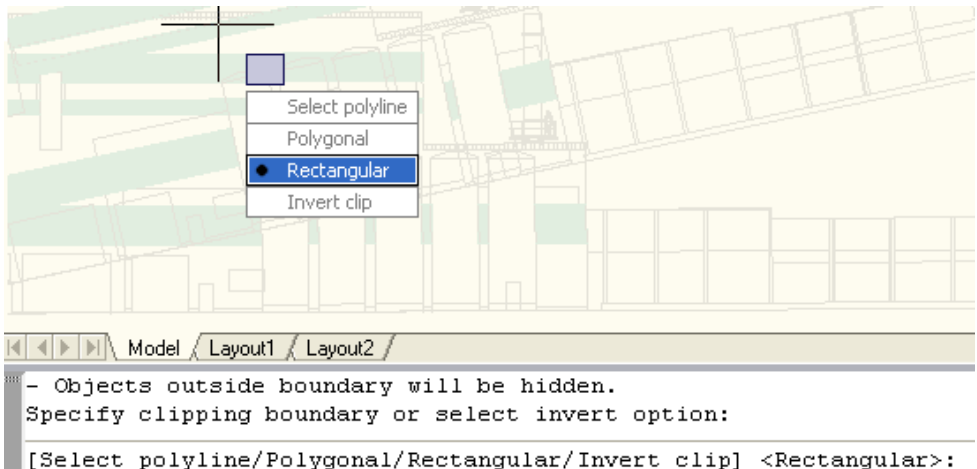 Select polyline
Polygonal
Rectangular
Invert clip
Model Layout1 Layout2
- Objects outside boundary will be hidden.
Specify clipping boundary or select invert option:
[Select polyline/Polygonal/Rectangular/Invert clip] <Rectangular>: